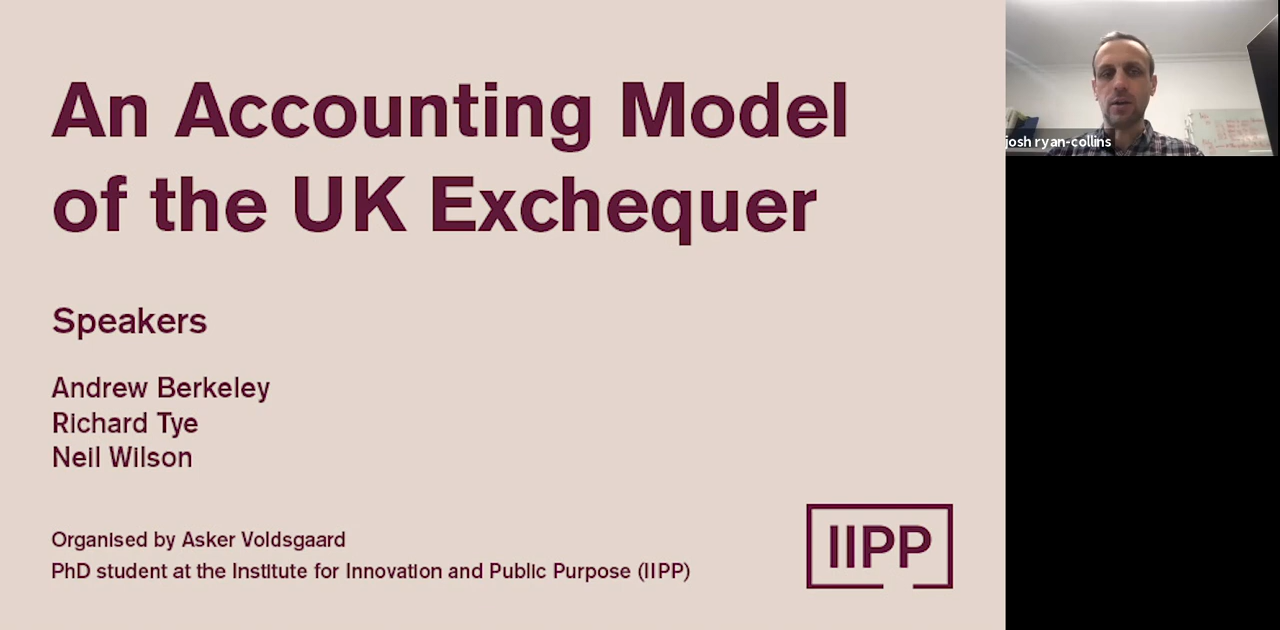 An Accounting Model
of the UK Exchequer
Speakers
Andrew Berkeley
Richard Tye
Neil Wilson
Organised by Asker Voldsgaard
PhD student at the Institute for Innovation and Public Purpose (IIPP)
IIPP
josh ryan-collins